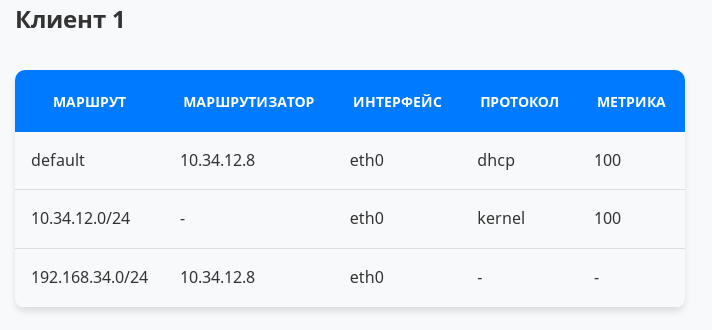 Клиент 1
МАРШРУТ МАРШРУТИЗАТОР ИНТЕРФЕЙС ПРОТОКОЛ МЕТРИКА
default 10.34.12.8 eth0 dhcp 100
10.34.12.0/24 - eth0 kernel 100
192.168.34.0/24 10.34.12.8 eth0 - -